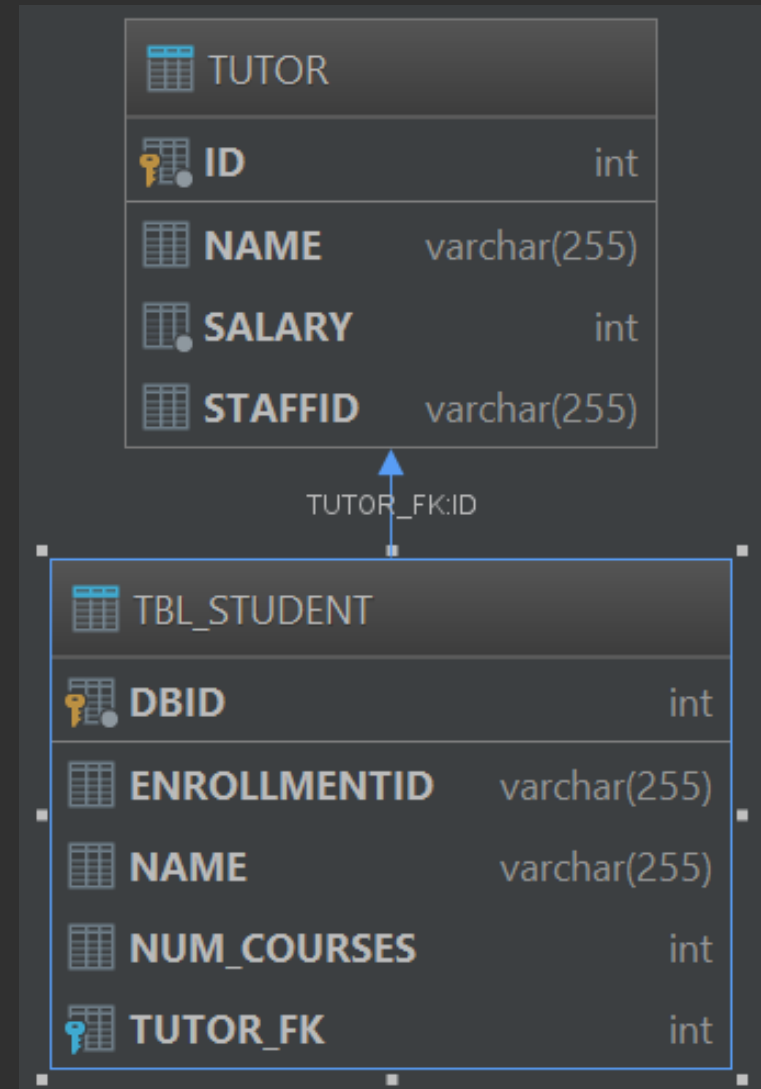 TUTOR
ID int
NAME varchar(255)
SALARY int
STAFFID varchar(255)
TUTOR_FK:ID
TBL_STUDENT
DBID int
ENROLLMENTID varchar(255)
NAME varchar(255)
NUM_COURSES int
TUTOR_FK int